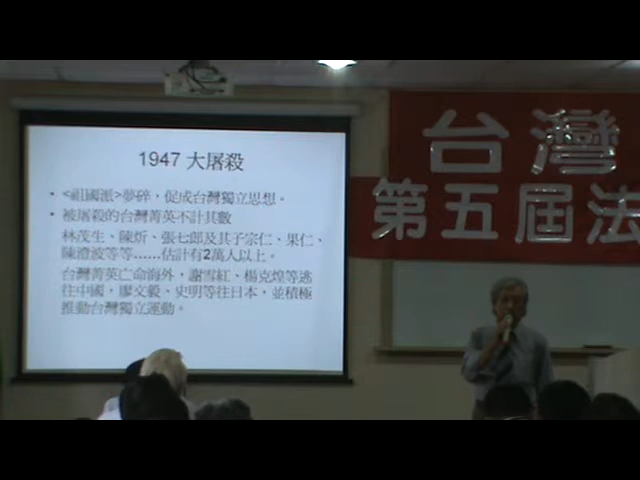 1947 大屠殺
• <祖國派>夢碎，促成台灣獨立思想。
• 被屠殺的台灣菁英不計其數
林茂生、陳炘、張七郎及其子宗仁、果仁、
陳澄波等等……估計有2萬人以上。
台灣菁英亡命海外，謝雪紅、楊克煌等逃
往中國，廖文毅、史明等往日本，並積極
推動台灣獨立運動。
台灣
第五屆法